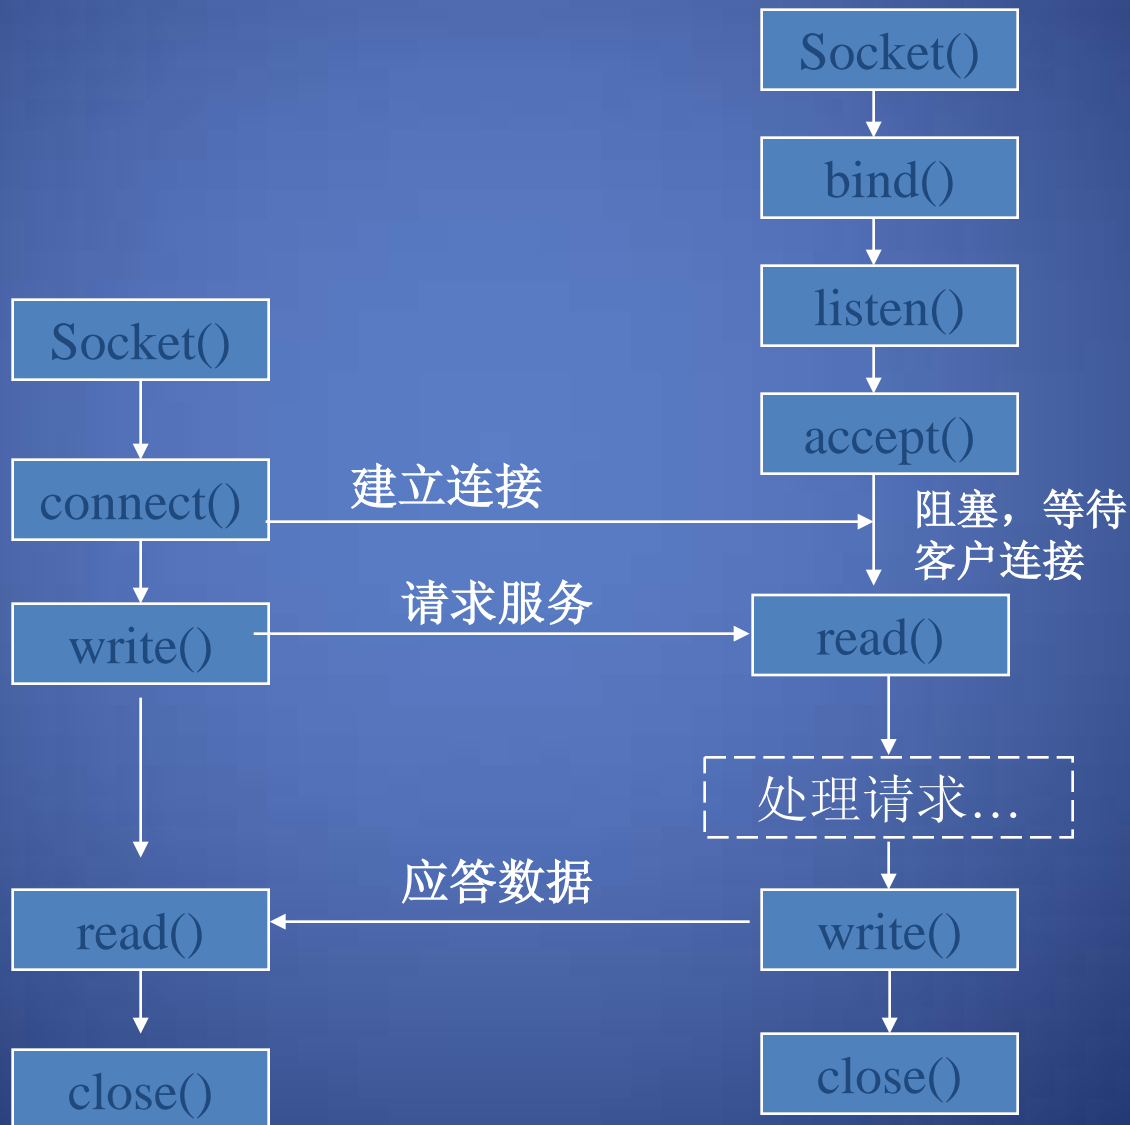 Socket()
bind()
listen()
Socket()
accept()
connect()
建立连接
阻塞，等待
客户连接
write()
请求服务
read()
处理请求…
应答数据
read()
write()
close()
close()